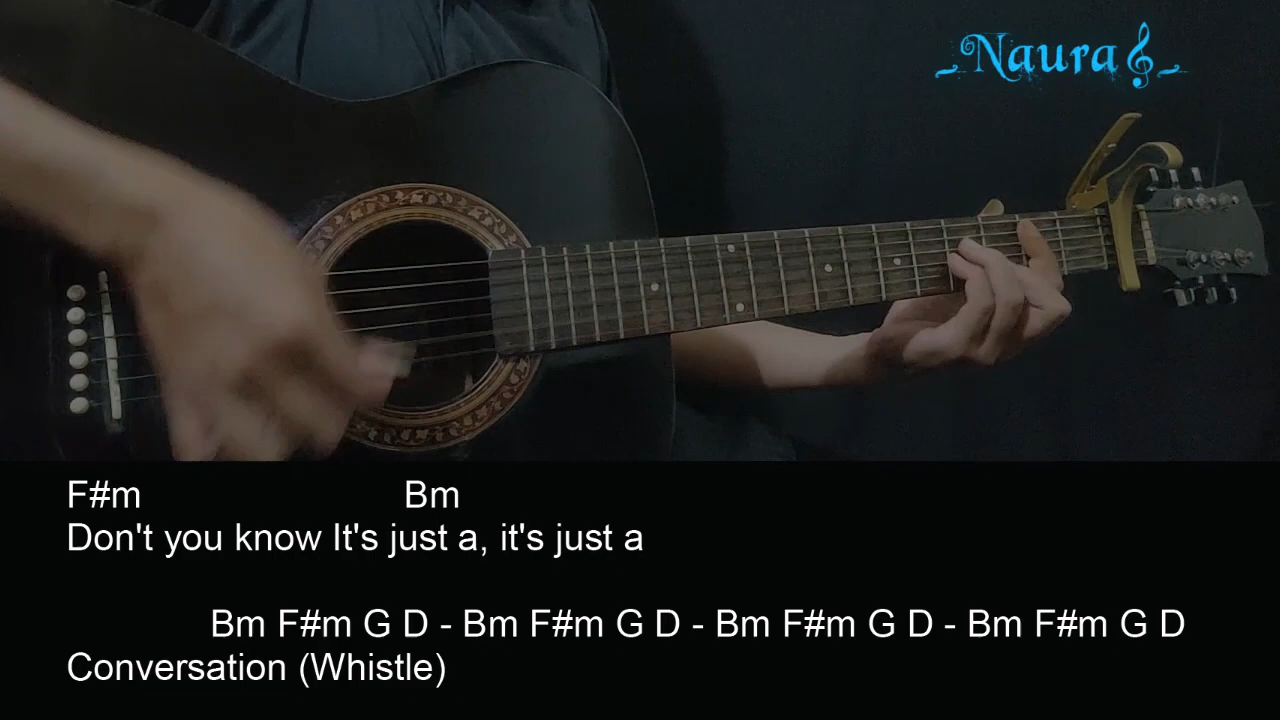 Naura
F#m Bm
Don't you know It's just a, it's just a
Bm F#m G D - Bm F#m G D - Bm F#m G D - Bm F#m G D
Conversation (Whistle)